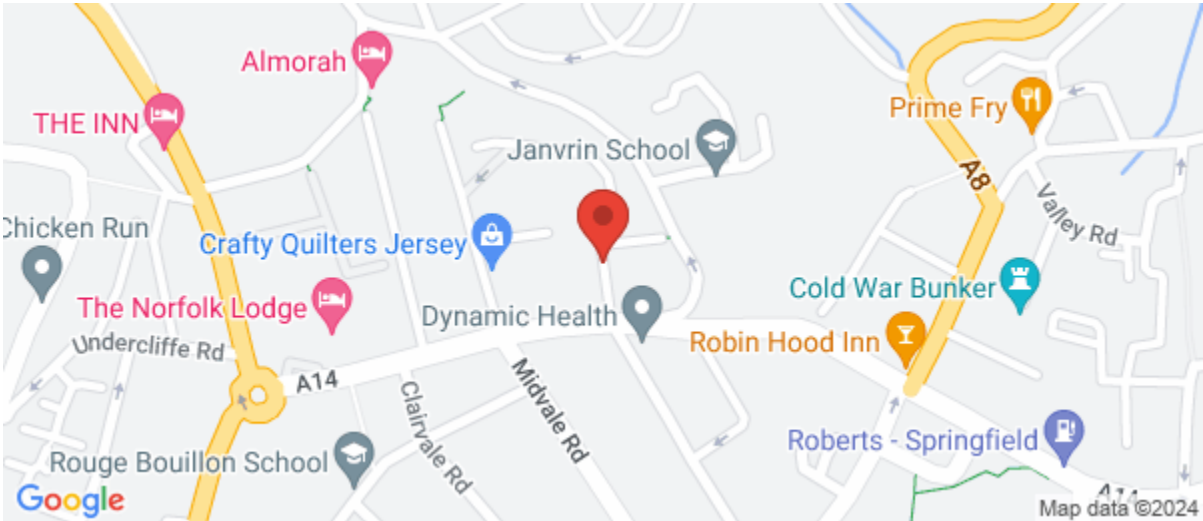 Almorah
THE INN
Prime Fry
Janvrin School
A8
Valley Rd
Chicken Run
Crafty Quilters Jersey
Cold War Bunker
The Norfolk Lodge
Dynamic Health
Robin Hood Inn
Undercliffe Rd
A14
Midvale Rd
Clairvale Rd
Roberts - Springfield
Rouge Bouillon School
A14
Google
Map data ©2024